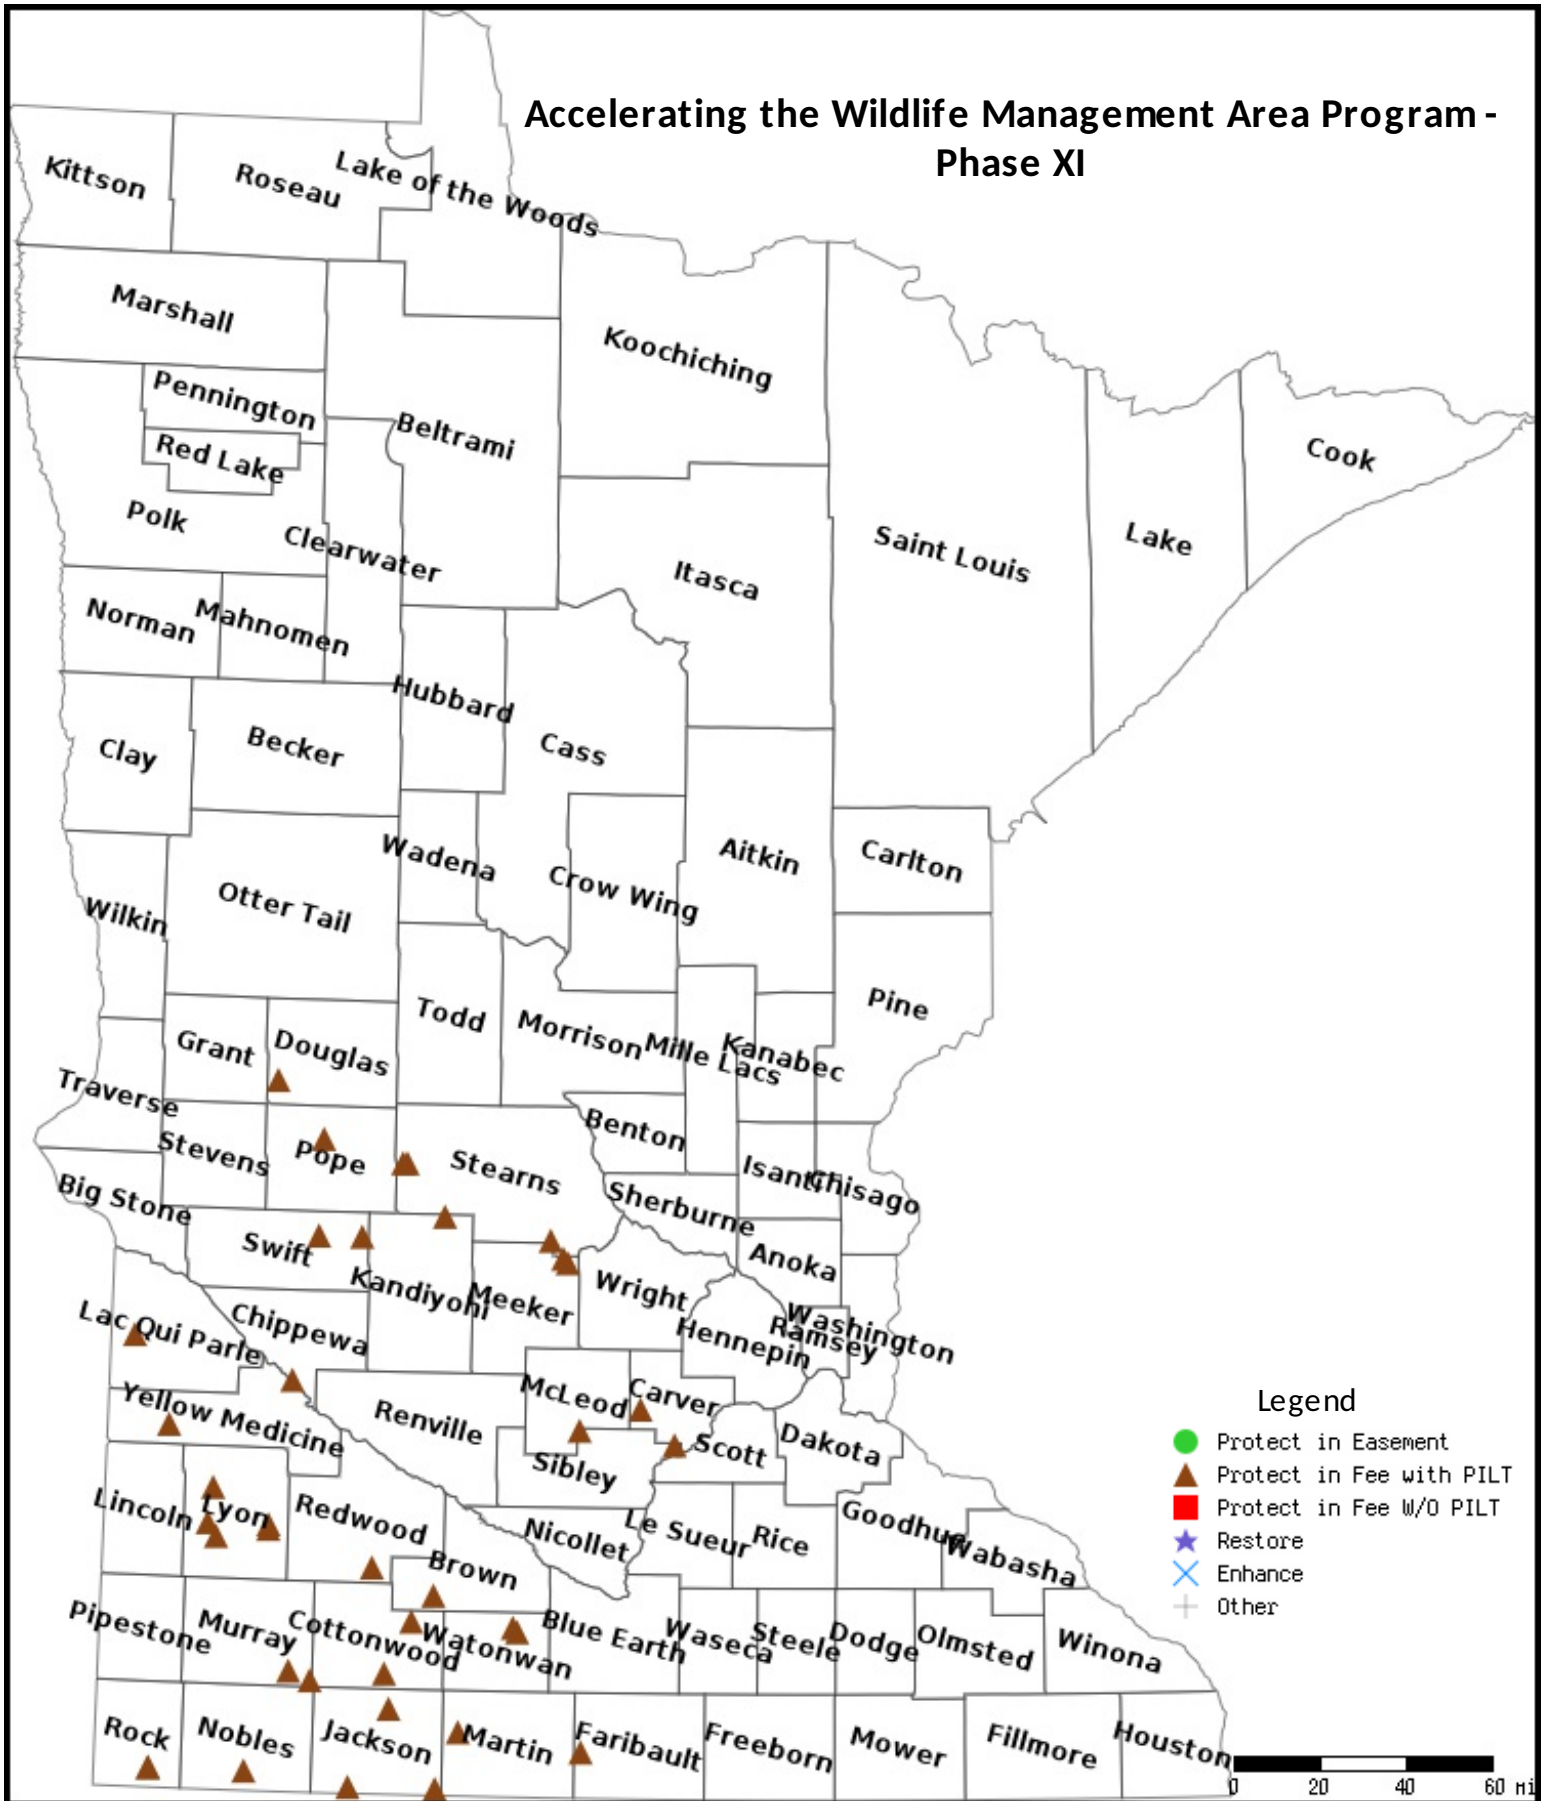 Accelerating the Wildlife Management Area Program -
Phase XI
Kittson
Roseau
Lake of the Woods
Marshall
Koochiching
Pennington
Beltrami
Red Lake
Cook
Polk
Clearwater
Saint Louis
Lake
Itasca
Norman
Mahnomen
Hubbard
Clay
Becker
Cass
Wadena
Aitkin
Carlton
Crow Wing
Otter Tail
Wilkin
Pine
Todd
Morrison
Mille Lacs
Kanabec
Grant
Douglas
Traverse
Benton
Stevens
Pope
Stearns
Isanti
Chisago
Big Stone
Sherburne
Swift
Anoka
Kandiyohi
Meeker
Wright
Lac Qui Parle
Chippewa
Hennepin
Ramsey
Washington
McLeod
Carver
Yellow Medicine
Renville
Scott
Dakota
Sibley
Lincoln
Lyon
Redwood
Nicollet
Le Sueur
Rice
Goodhue
Wabasha
Brown
Pipestone
Murray
Cottonwood
Watonwan
Blue Earth
Waseca
Steele
Dodge
Olmsted
Winona
Rock
Nobles
Jackson
Martin
Faribault
Freeborn
Mower
Fillmore
Houston
Legend
Protect in Easement
Protect in Fee with PILT
Protect in Fee W/O PILT
Restore
Enhance
Other
0 20 40 60 mi